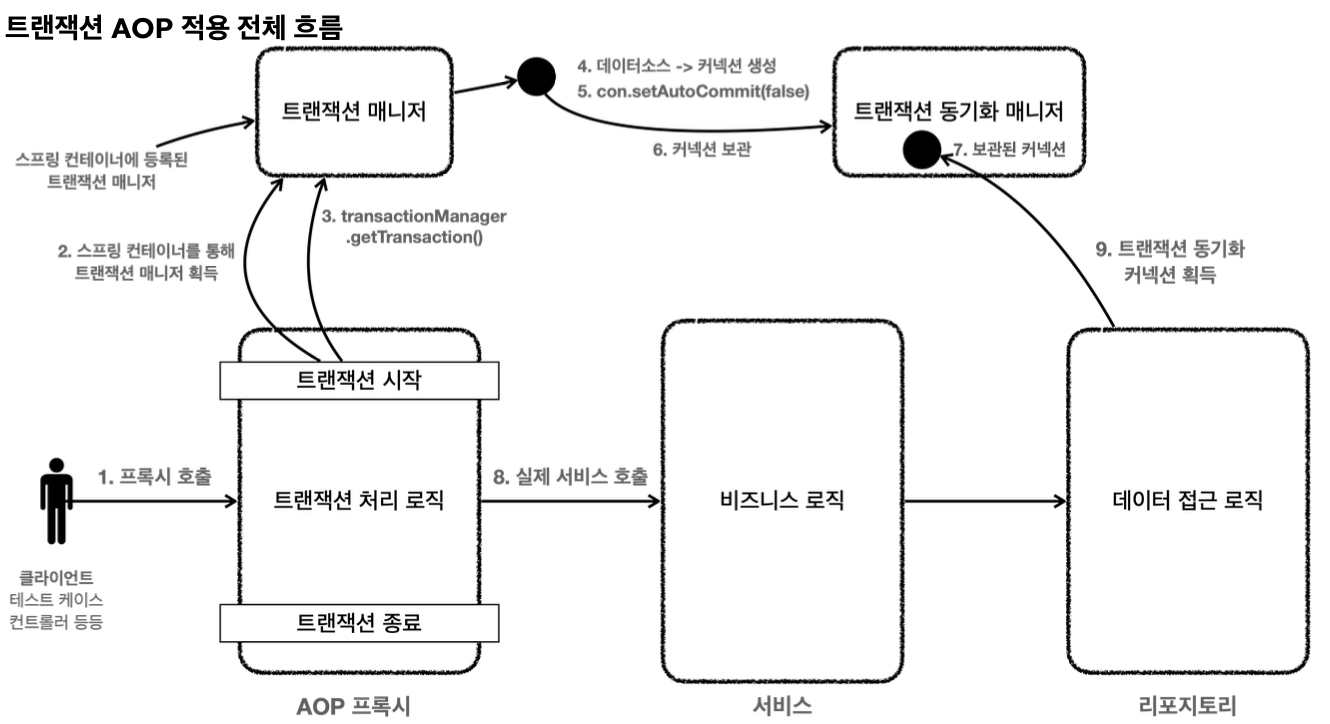 트랜잭션 AOP 적용 전체 흐름
트랜잭션 매니저
4. 데이터소스 -> 커넥션 생성
5. con.setAutoCommit(false)
6. 커넥션 보관
트랜잭션 동기화 매니저
7. 보관된 커넥션
스프링 컨테이너에 등록된
트랜잭션 매니저
2. 스프링 컨테이너를 통해
트랜잭션 매니저 획득
3. transactionManager
.getTransaction()
9. 트랜잭션 동기화
커넥션 획득
트랜잭션 시작
1. 프록시 호출
트랜잭션 처리 로직
8. 실제 서비스 호출
비즈니스 로직
데이터 접근 로직
클라이언트
테스트 케이스
컨트롤러 등등
트랜잭션 종료
AOP 프록시
서비스
리포지토리